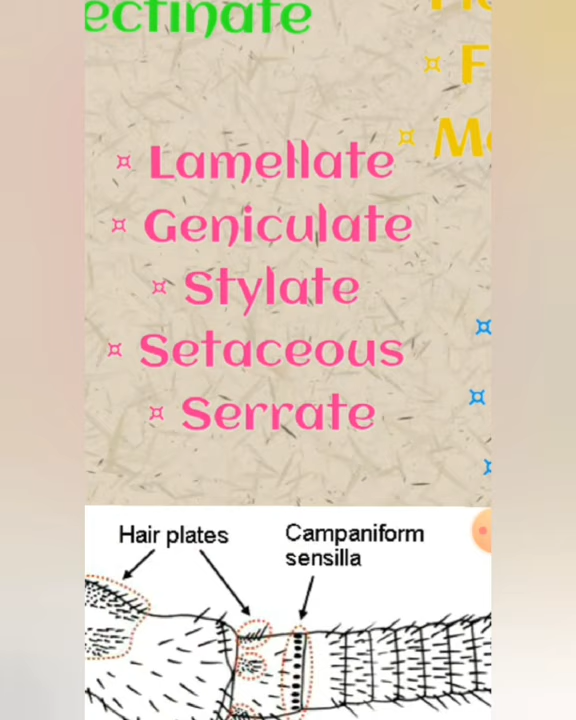 ectinate
F
¤ Lamellate
¤ Geniculate
¤ Stylate
¤ Setaceous
¤ Serrate
Hair plates
Campaniform
sensilla